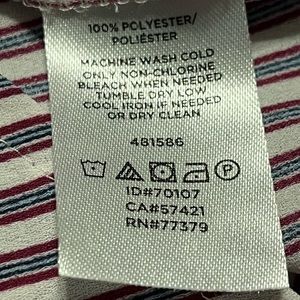 100% POLYESTER/
POLIÉSTER
MACHINE WASH COLD
ONLY NON-CHLORINE
BLEACH WHEN NEEDED
TUMBLE DRY LOW
COOL IRON IF NEEDED
OR DRY CLEAN
481586
ID#70107
CA#57421
RN#77379